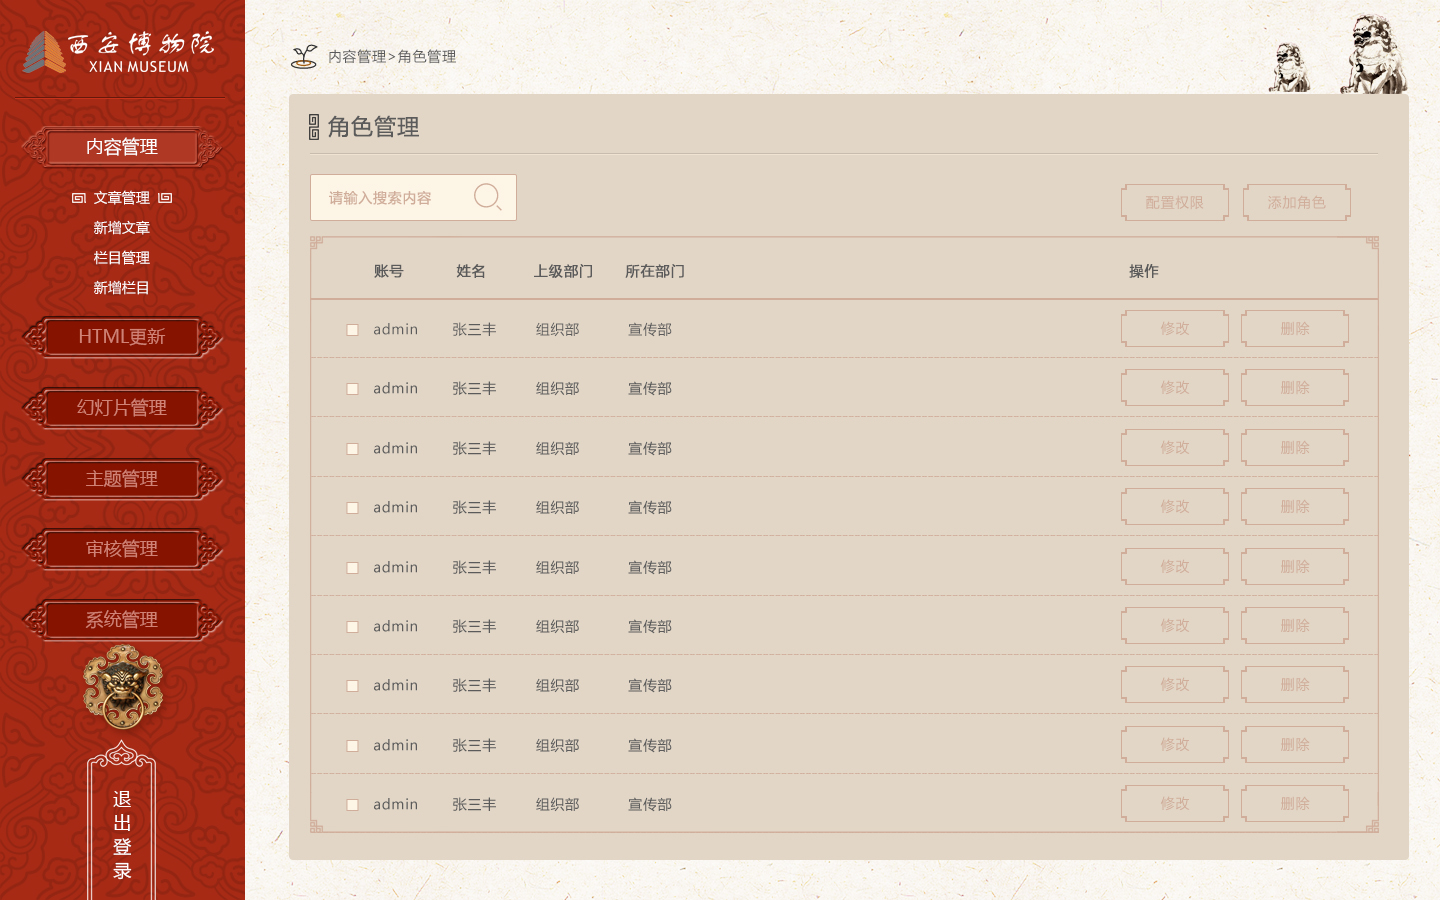 西安博物院
XIAN MUSEUM
内容管理
文章管理
新增文章
栏目管理
新增栏目
HTML更新
幻灯片管理
主题管理
审核管理
系统管理
退出登录
内容管理>角色管理
角色管理
请输入搜索内容
配置权限 添加角色
账号 姓名 上级部门 所在部门 操作
admin 张三丰 组织部 宣传部 修改 删除
admin 张三丰 组织部 宣传部 修改 删除
admin 张三丰 组织部 宣传部 修改 删除
admin 张三丰 组织部 宣传部 修改 删除
admin 张三丰 组织部 宣传部 修改 删除
admin 张三丰 组织部 宣传部 修改 删除
admin 张三丰 组织部 宣传部 修改 删除
admin 张三丰 组织部 宣传部 修改 删除
admin 张三丰 组织部 宣传部 修改 删除